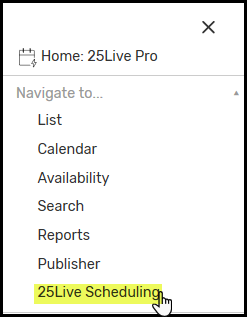 Home: 25Live Pro
Navigate to...
List
Calendar
Availability
Search
Reports
Publisher
25Live Scheduling